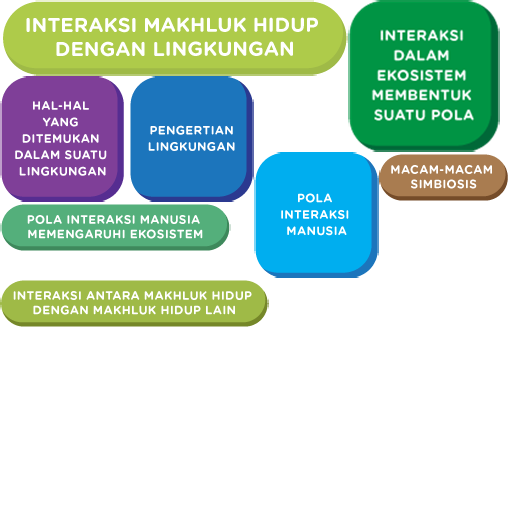 INTERAKSI MAKHLUK HIDUP
DENGAN LINGKUNGAN
INTERAKSI
DALAM
EKOSISTEM
MEMBENTUK
SUATU POLA
HAL-HAL
YANG
DITEMUKAN
DALAM SUATU
LINGKUNGAN
PENGERTIAN
LINGKUNGAN
MACAM-MACAM
SIMBIOSIS
POLA
INTERAKSI
MANUSIA
POLA INTERAKSI MANUSIA
MEMENGARUHI EKOSISTEM
INTERAKSI ANTARA MAKHLUK HIDUP
DENGAN MAKHLUK HIDUP LAIN